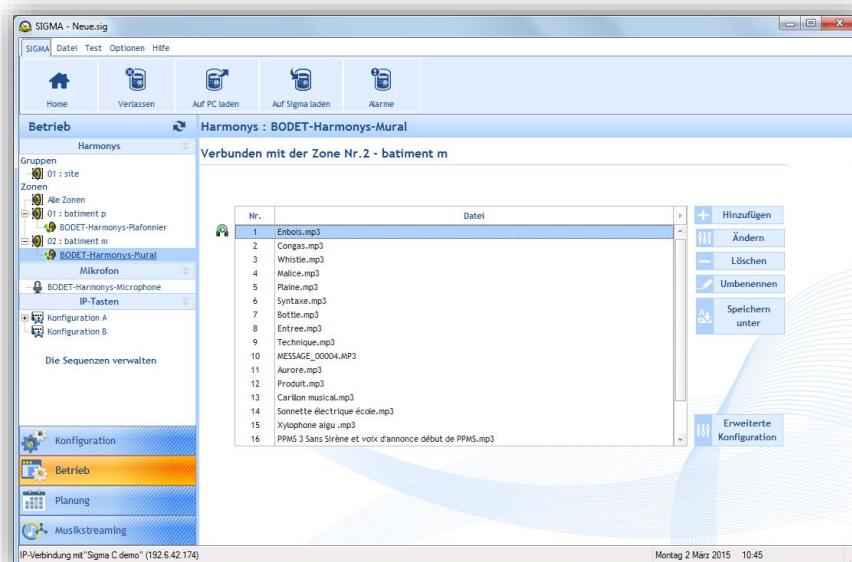 SIGMA - Neue.sig
SIGMA Datei Test Optionen Hilfe
Home Verlassen Auf PC laden Auf Sigma laden Alarme
Betrieb
Harmonys
Gruppen
01 : site
Zonen
Alle Zonen
01 : batiment p
BODET-Harmonys-Plafonnier
02 : batiment m
BODET-Harmonys-Mural
Mikrofon
BODET-Harmonys-Microphone
IP-Tasten
Konfiguration A
Konfiguration B
Die Sequenzen verwalten
Konfiguration
Betrieb
Planung
Musikstreaming
Harmonys : BODET-Harmonys-Mural
Verbunden mit der Zone Nr.2 - batiment m
Nr. Datei
1 Enbois.mp3
2 Congas.mp3
3 Whistle.mp3
4 Malice.mp3
5 Plaine.mp3
6 Syntaxe.mp3
7 Bottle.mp3
8 Entree.mp3
9 Technique.mp3
10 MESSAGE_00004.MP3
11 Aurore.mp3
12 Produit.mp3
13 Carillon musical.mp3
14 Sonnette électrique école.mp3
15 Xylophone aigu .mp3
16 PPMS 3 Sans Sirène et voix d'annonce début de PPMS.mp3
Hinzufügen
Ändern
Löschen
Umbenennen
Speichern
unter
Erweiterte
Konfiguration
IP-Verbindung mit"Sigma C demo" (192.6.42.174)
Montag 2 März 2015 10:45